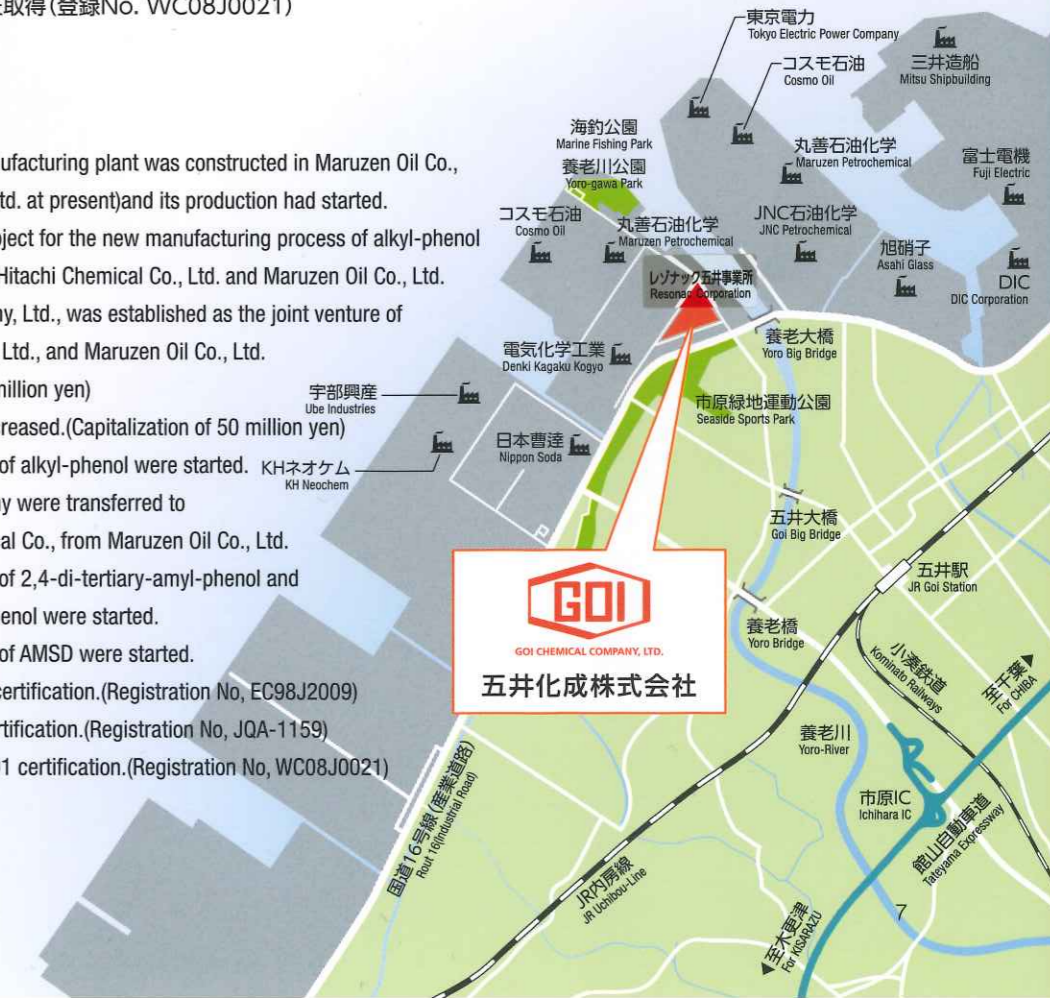 取得(登録No. WC08J0021)
ufacturing plant was constructed in Maruzen Oil Co.,
td. at present)and its production had started.
oject for the new manufacturing process of alkyl-phenol
Hitachi Chemical Co., Ltd. and Maruzen Oil Co., Ltd.
ny, Ltd., was established as the joint venture of
Ltd., and Maruzen Oil Co., Ltd.
million yen)
creased.(Capitalization of 50 million yen)
of alkyl-phenol were started.
ny were transferred to
cal Co., from Maruzen Oil Co., Ltd.
of 2,4-di-tertiary-amyl-phenol and
henol were started.
of AMSD were started.
certification.(Registration No, EC98J2009)
rtification.(Registration No, JQA-1159)
01 certification.(Registration No, WC08J0021)
東京電力
Tokyo Electric Power Company
コスモ石油
Cosmo Oil
三井造船
Mitsu Shipbuilding
海釣公園
Marine Fishing Park
養老川公園
Yoro-gawa Park
丸善石油化学
Maruzen Petrochemical
富士電機
Fuji Electric
コスモ石油
Cosmo Oil
丸善石油化学
Maruzen Petrochemical
JNC石油化学
JNC Petrochemical
旭硝子
Asahi Glass
DIC
DIC Corporation
レゾナック五井事業所
Resonac Corporation
養老大橋
Yoro Big Bridge
電気化学工業
Denki Kagaku Kogyo
宇部興産
Ube Industries
市原緑地運動公園
Seaside Sports Park
日本曹達
Nippon Soda
KHネオケム
KH Neochem
P
五井大橋
Goi Big Bridge
五井駅
JR Goi Station
GOI
GOI CHEMICAL COMPANY, LTD.
五井化成株式会社
養老橋
Yoro Bridge
小湊鉄道
Kominato Railways
至千葉
For CHIBA
養老川
Yoro-River
市原IC
Ichihara IC
館山自動車道
Tateyama Expressway
国道16号線(産業道路)
Rout 16(Industrial Road)
JR内房線
JR Uchibou-Line
至木更津
For KISARAZU
7